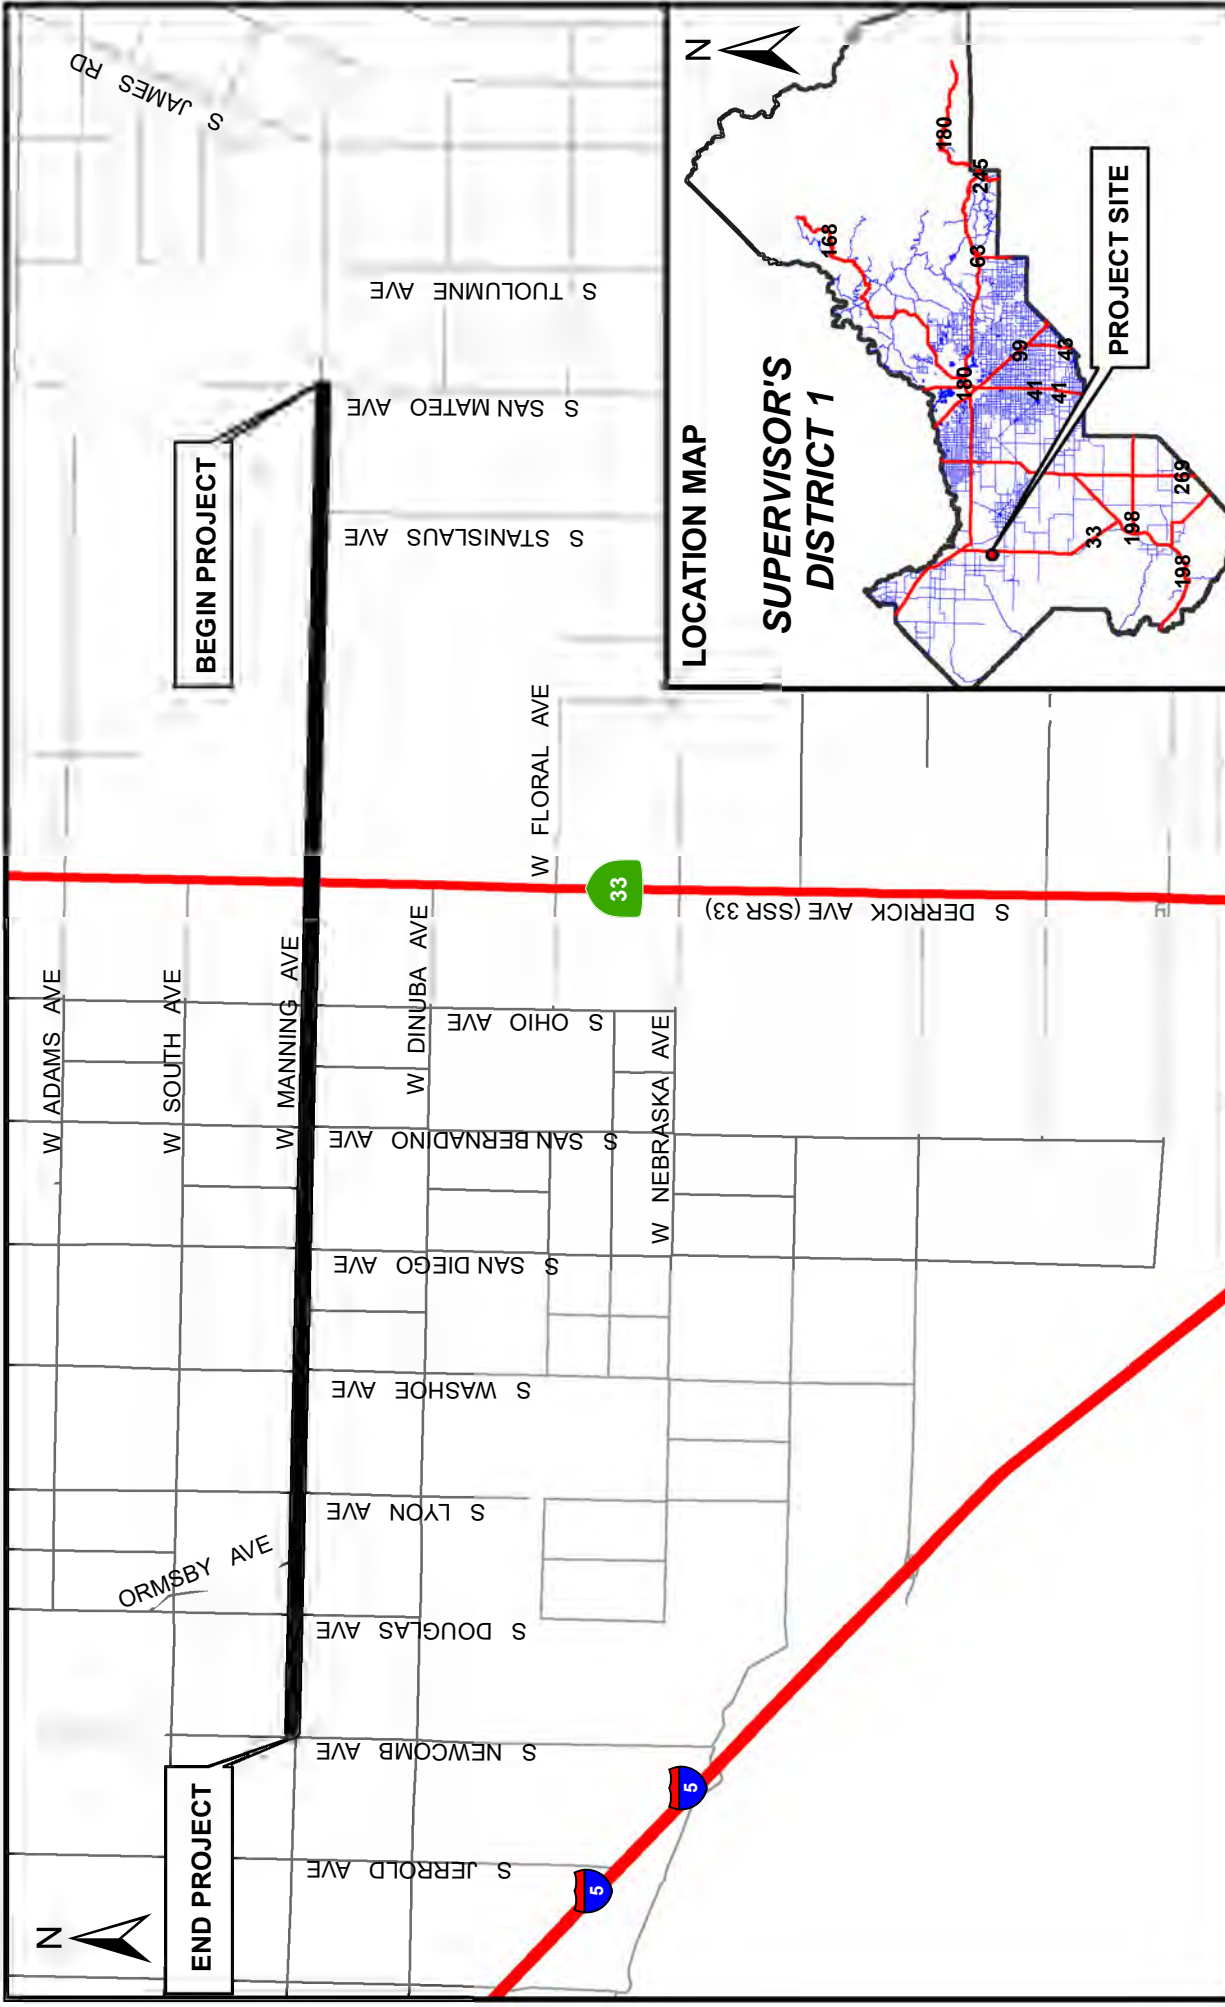 N
END PROJECT
BEGIN PROJECT
S JAMES RD
W ADAMS AVE
W SOUTH AVE
ORMSBY AVE
W MANNING AVE
W DINUBA AVE
W FLORAL AVE
W NEBRASKA AVE
S JERROLD AVE
S NEWCOMB AVE
S DOUGLAS AVE
S LYON AVE
S WASHOE AVE
S SAN DIEGO AVE
S SAN BERNADINO AVE
S OHIO AVE
S DERRICK AVE (SSR 33)
S STANISLAUS AVE
S SAN MATEO AVE
S TUOLUMNE AVE
33
5
5
LOCATION MAP
N
SUPERVISOR'S
DISTRICT 1
168
180
180
245
63
99
43
41
41
33
198
198
269
PROJECT SITE